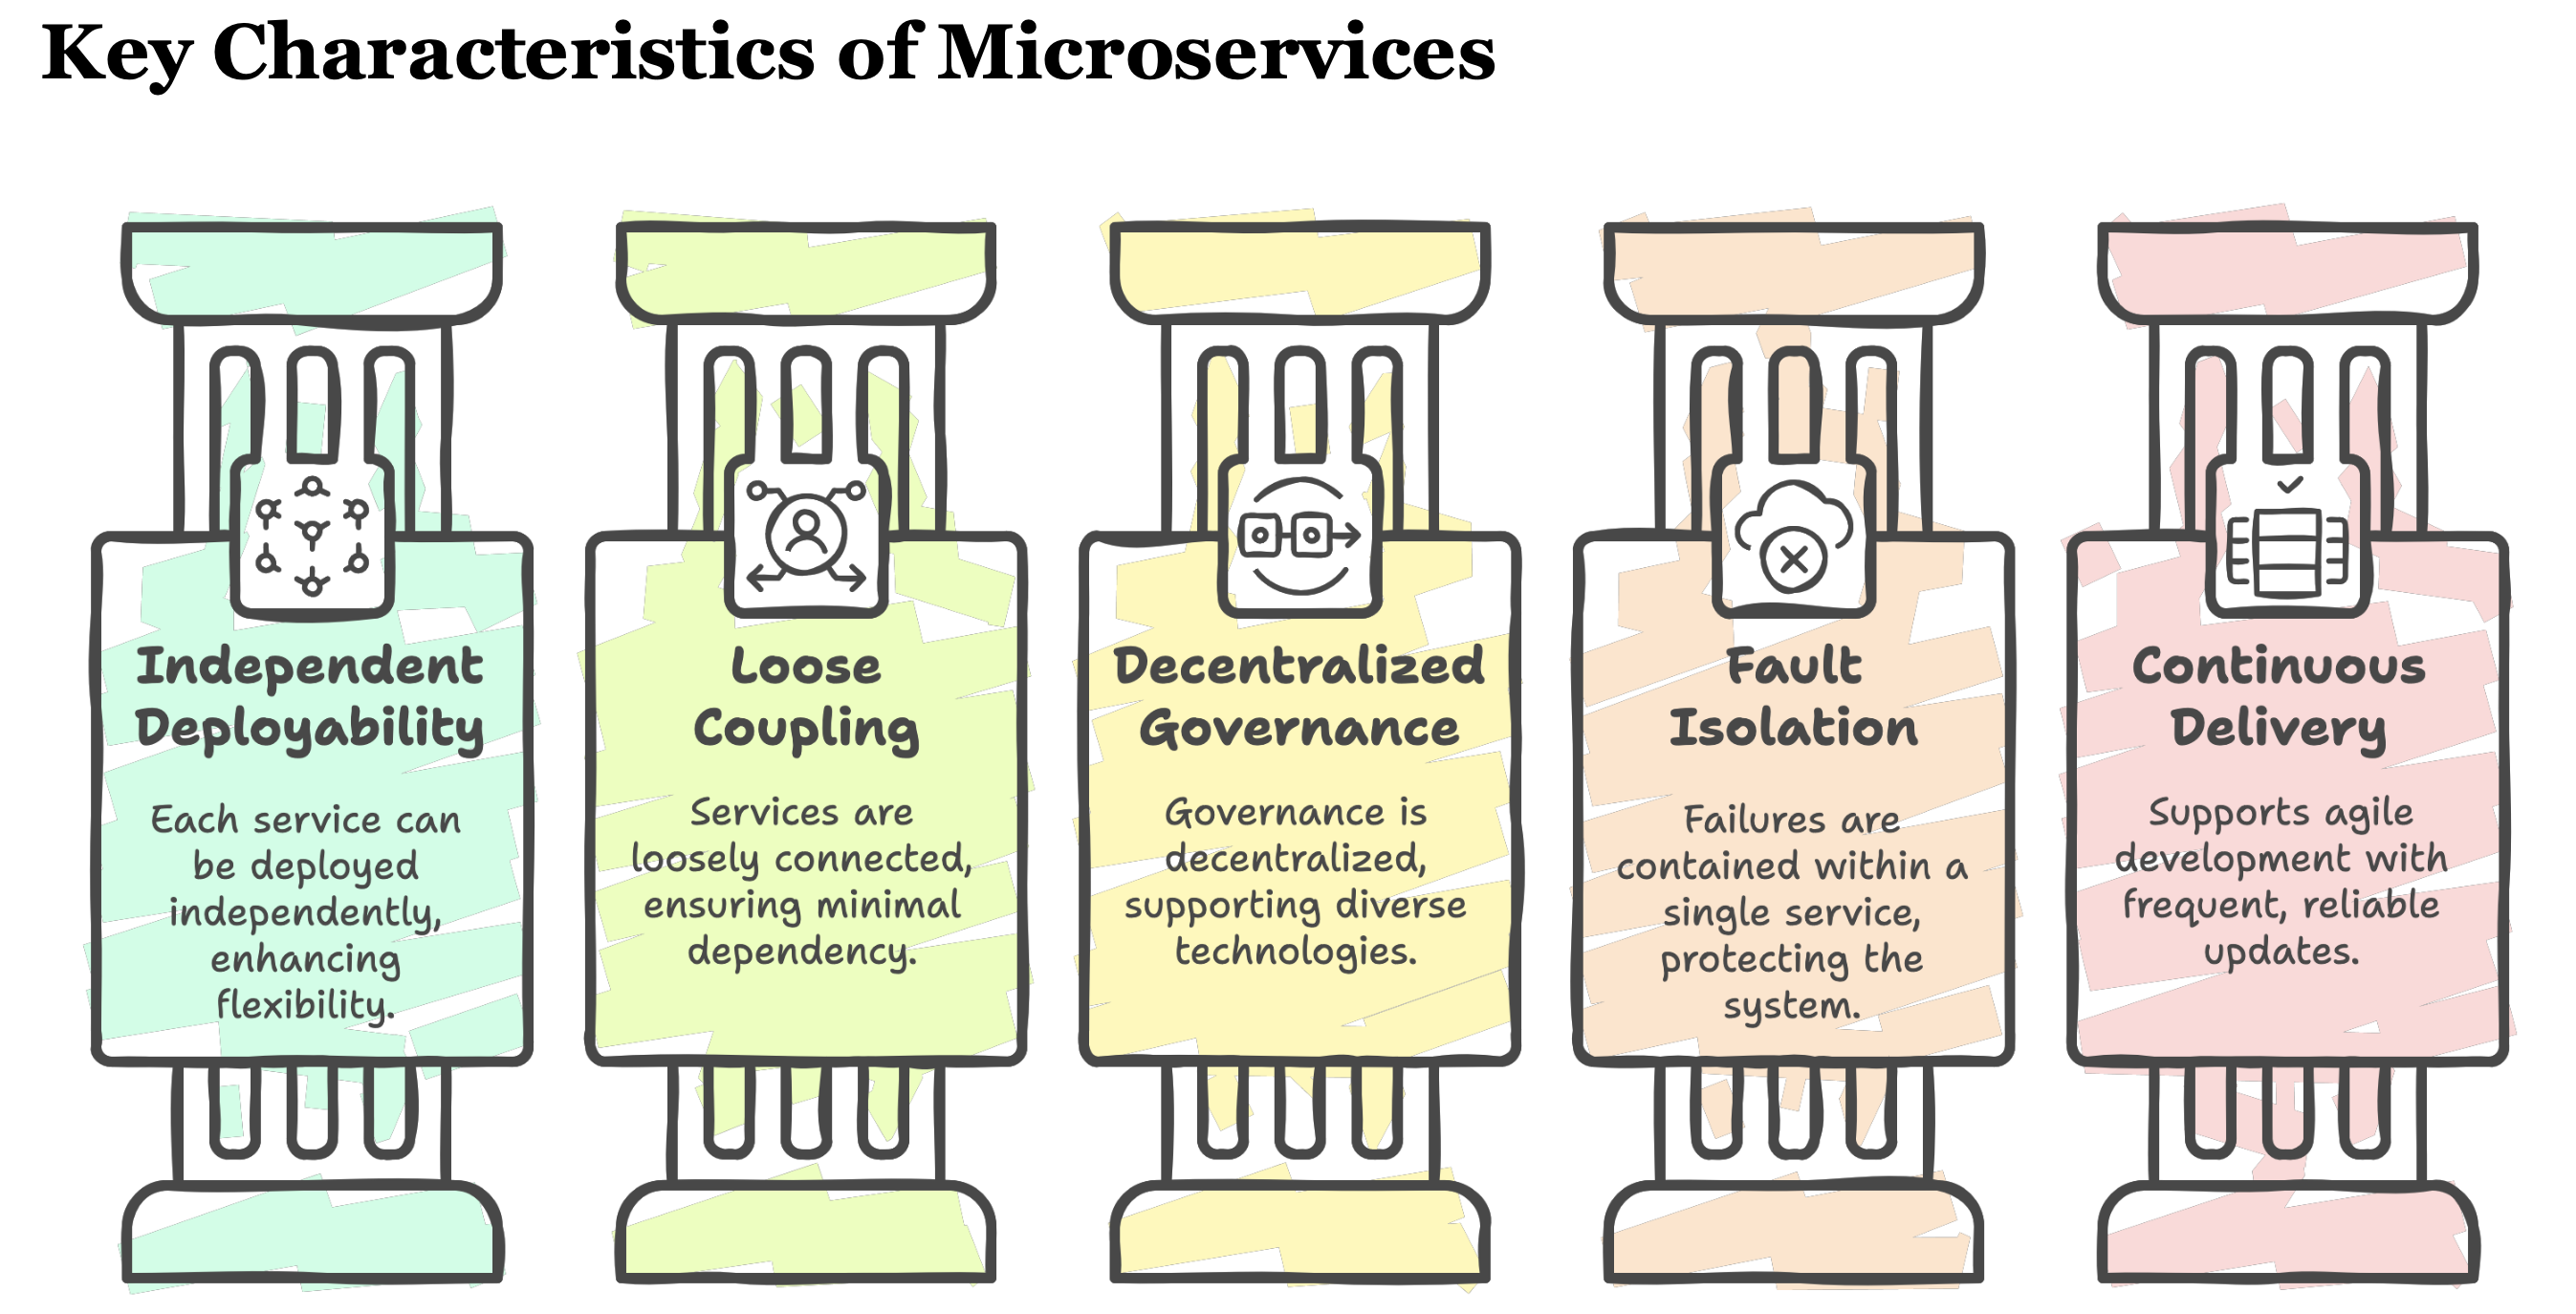 Key Characteristics of Microservices
Independent
Deployability
Each service can
be deployed
independently,
enhancing
flexibility.
Loose
Coupling
Services are
loosely connected,
ensuring minimal
dependency.
Decentralized
Governance
Governance is
decentralized,
supporting diverse
technologies.
Fault
Isolation
Failures are
contained within a
single service,
protecting the
system.
Continuous
Delivery
Supports agile
development with
frequent, reliable
updates.